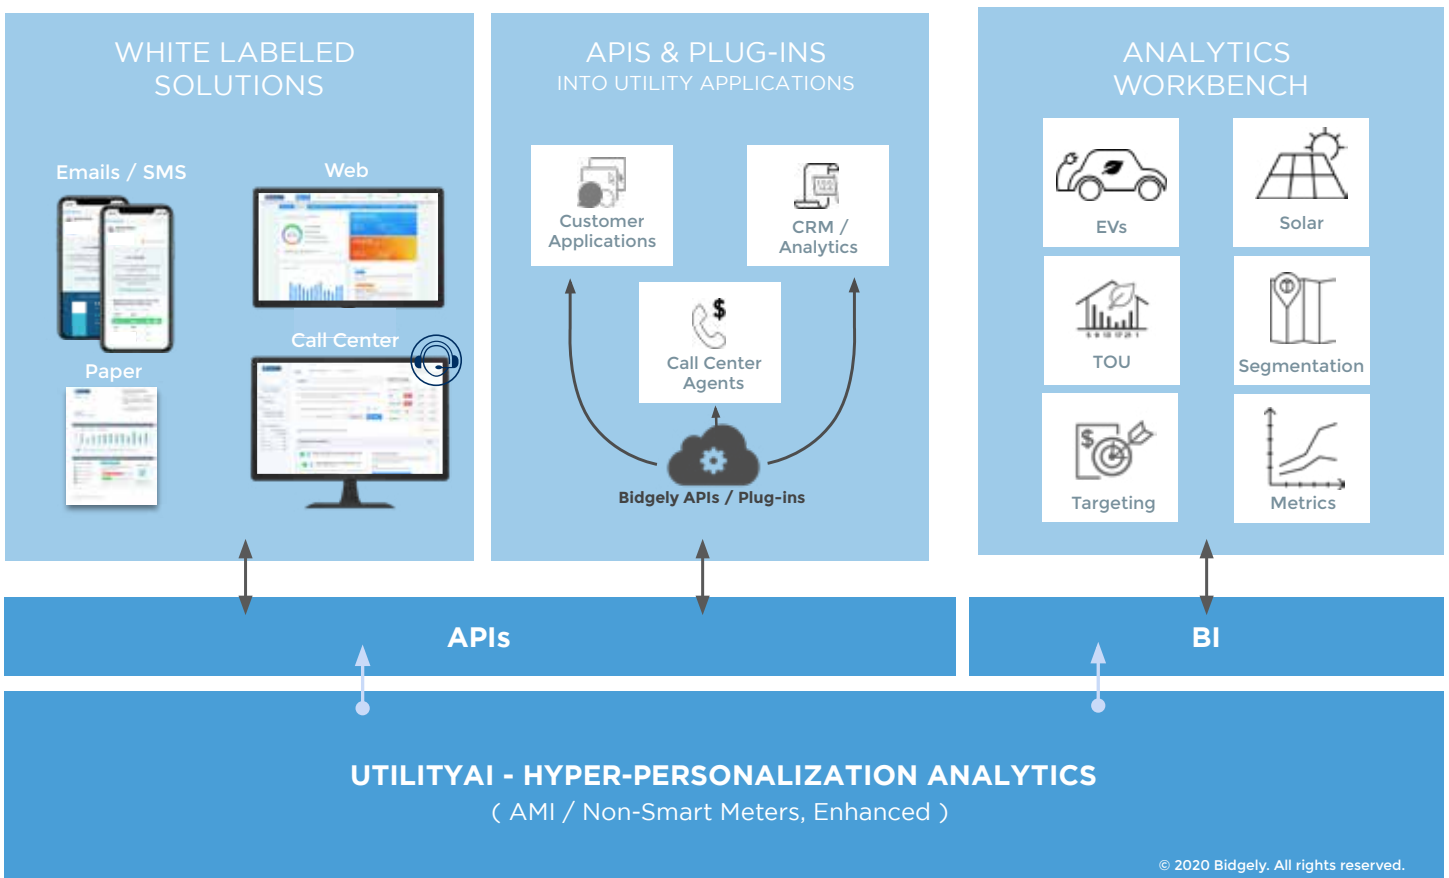 WHITE LABELED
SOLUTIONS
Emails / SMS
Web
Call Center
Paper
APIS & PLUG-INS
INTO UTILITY APPLICATIONS
Customer
Applications
CRM /
Analytics
$
Call Center
Agents
Bidgely APIs / Plug-ins
ANALYTICS
WORKBENCH
EVs
Solar
TOU
Segmentation
$
Targeting
Metrics
APIs
BI
UTILITYAI - HYPER-PERSONALIZATION ANALYTICS
( AMI / Non-Smart Meters, Enhanced )
© 2020 Bidgely. All rights reserved.